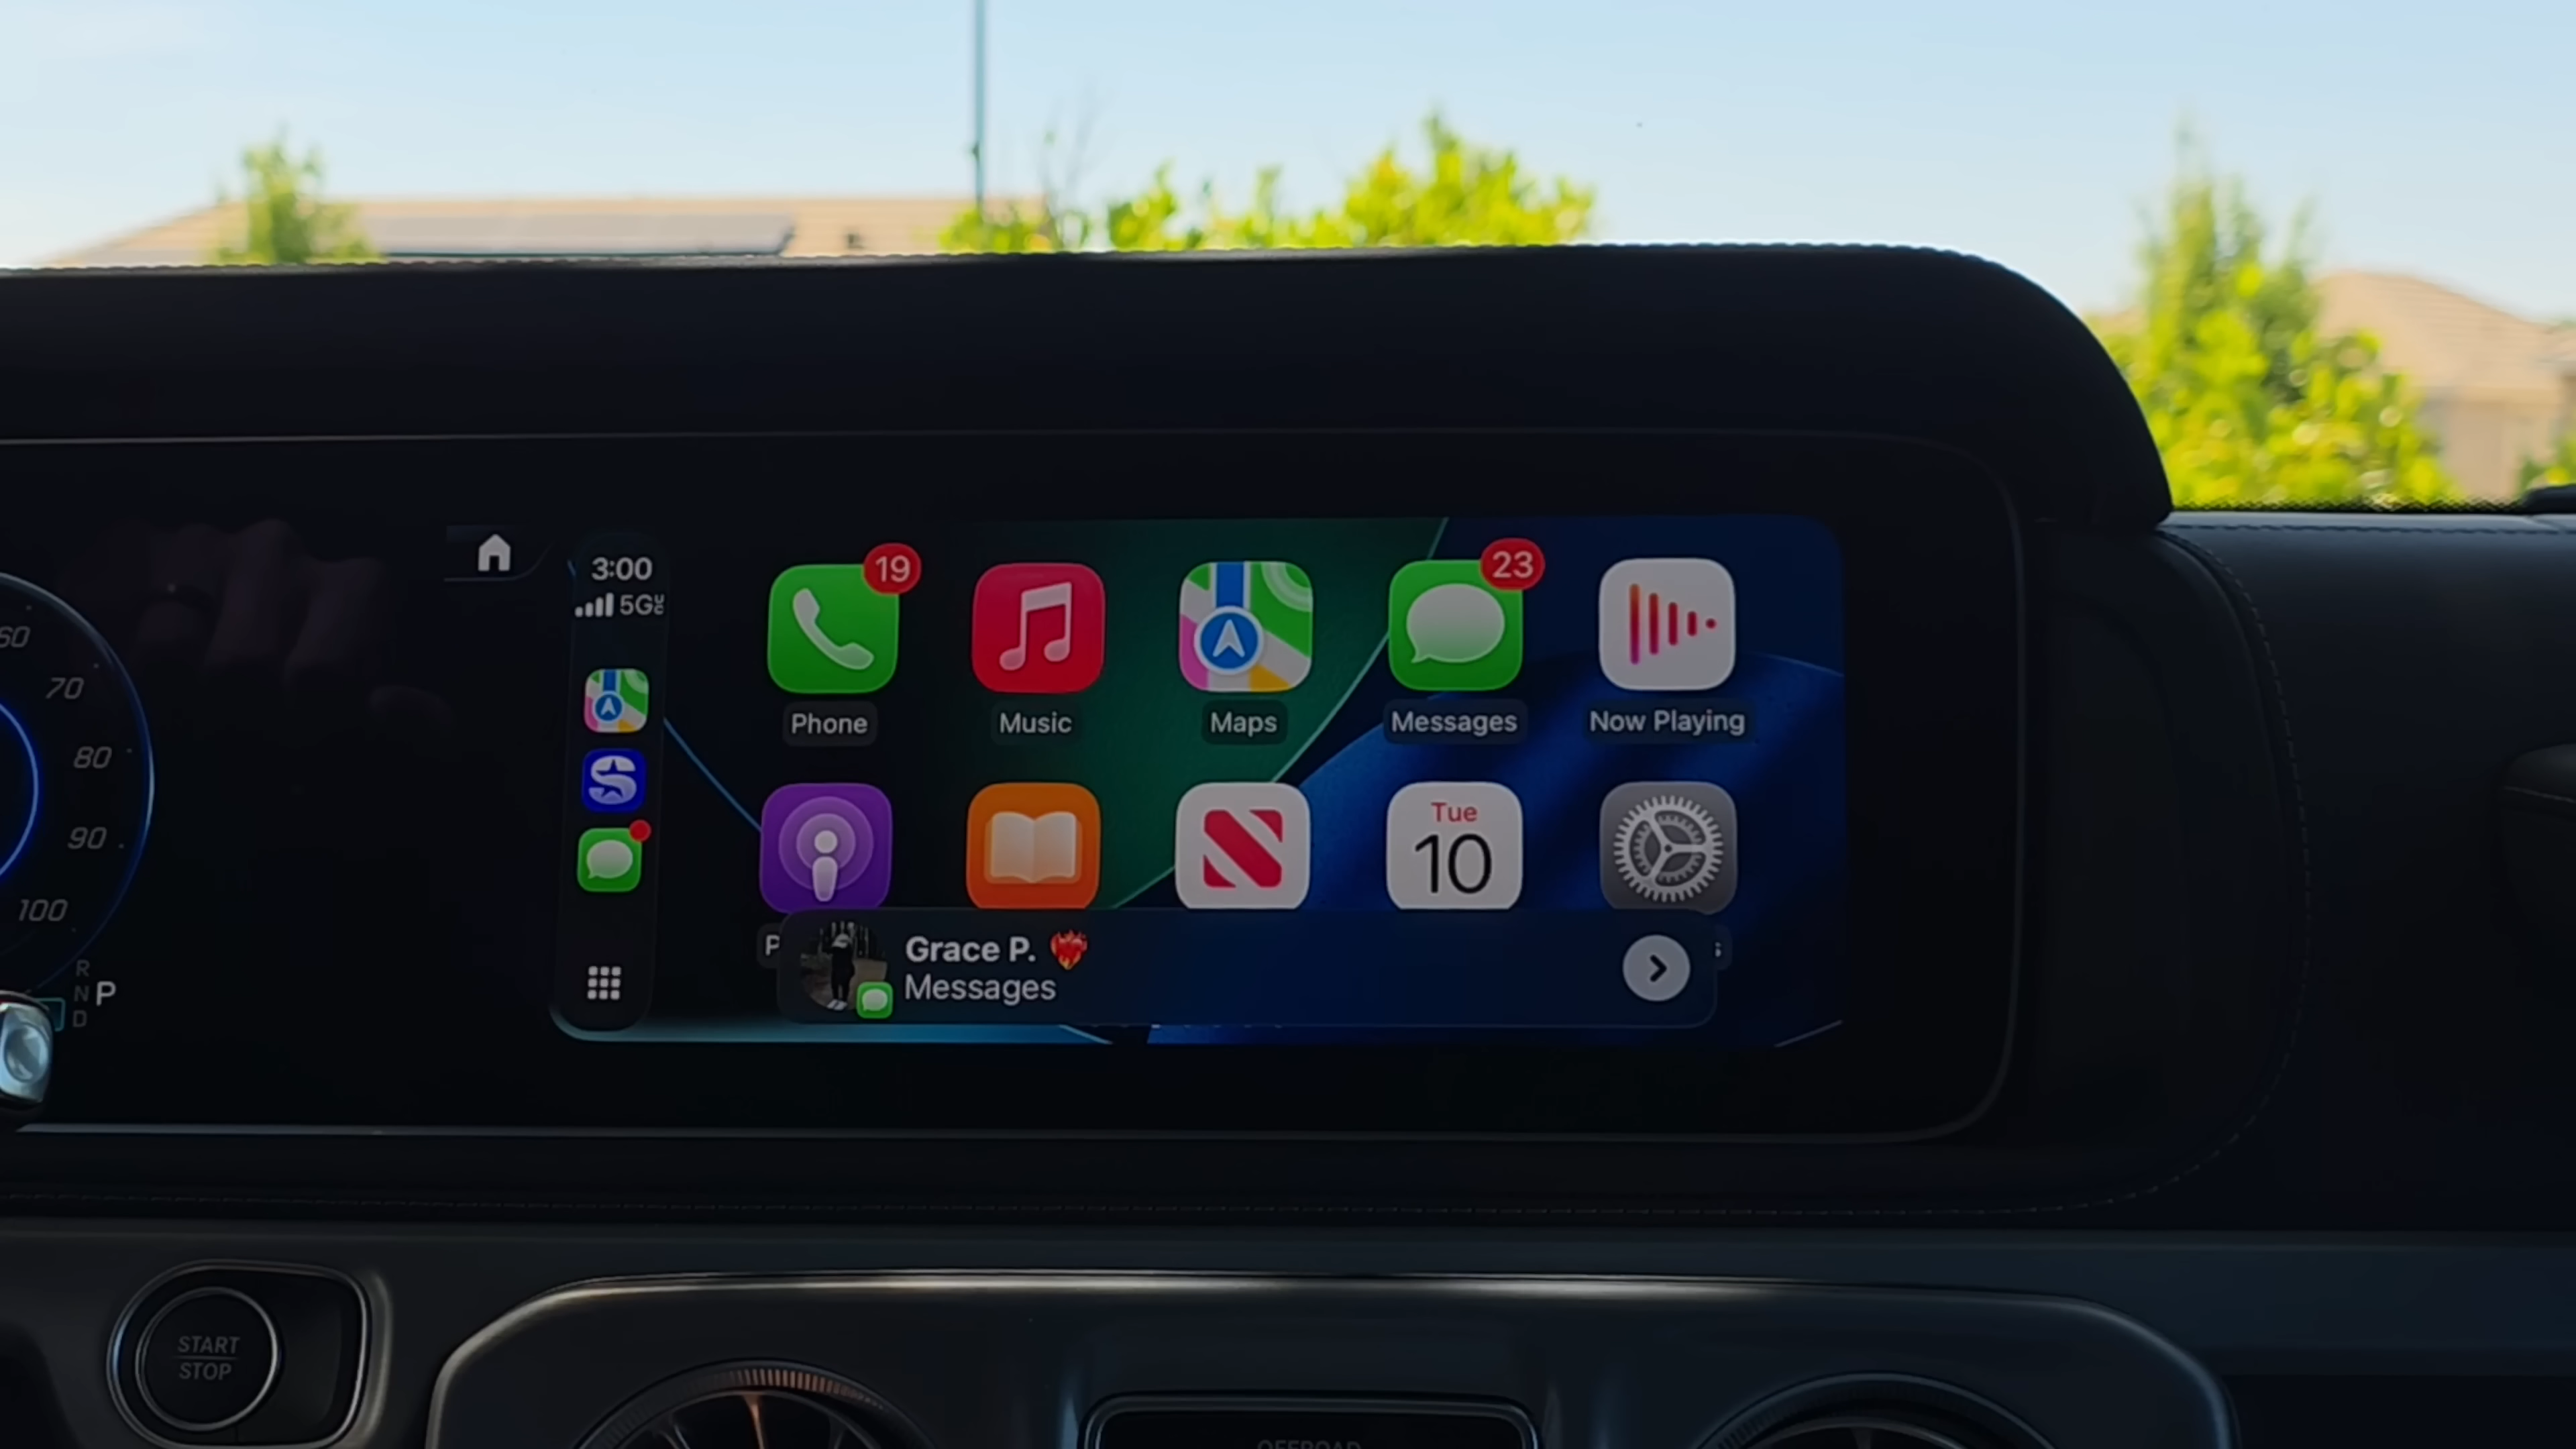 60
70
80
90
100
R
N
D
P
3:00
5G
19
23
Phone
Music
Maps
Messages
Now Playing
Tue
10
P
s
Grace P.
Messages
START
STOP
OFFROAD